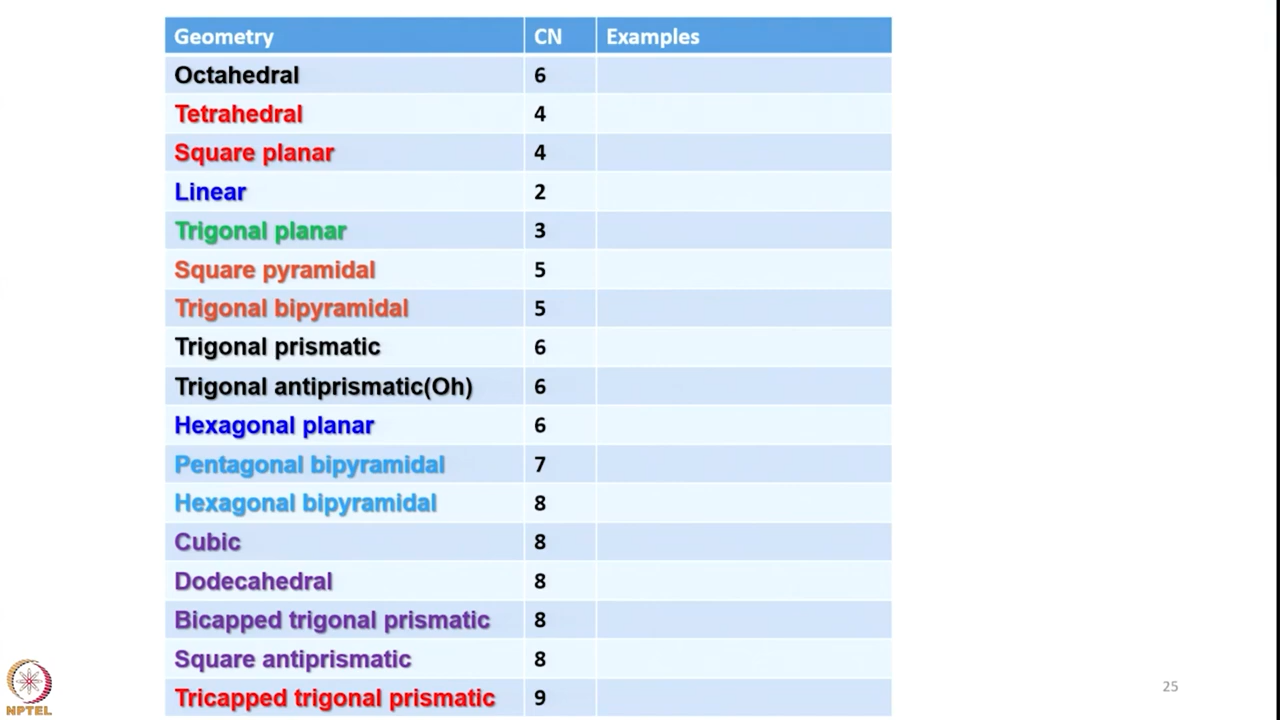 Geometry CN Examples
Octahedral 6
Tetrahedral 4
Square planar 4
Linear 2
Trigonal planar 3
Square pyramidal 5
Trigonal bipyramidal 5
Trigonal prismatic 6
Trigonal antiprismatic(Oh) 6
Hexagonal planar 6
Pentagonal bipyramidal 7
Hexagonal bipyramidal 8
Cubic 8
Dodecahedral 8
Bicapped trigonal prismatic 8
Square antiprismatic 8
Tricapped trigonal prismatic 9
25
NPTEL